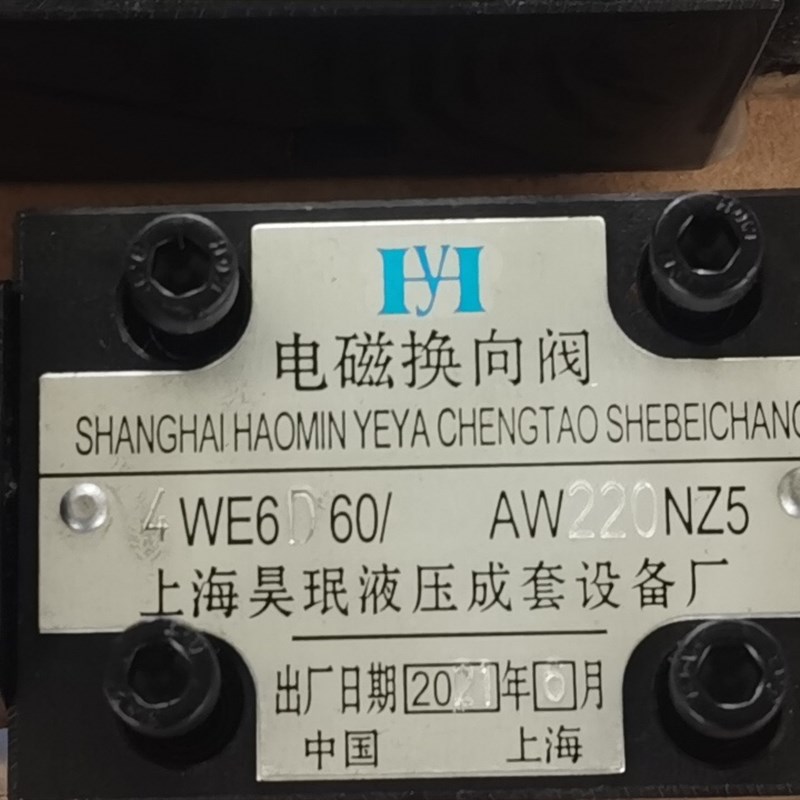 HyH
电磁换向阀
SHANGHAI HAOMIN YEYA CHENGTAO SHEBEICHANG
4WE6D60/ AW220NZ5
上海昊珉液压成套设备厂
出厂日期2021年6月
中国 上海